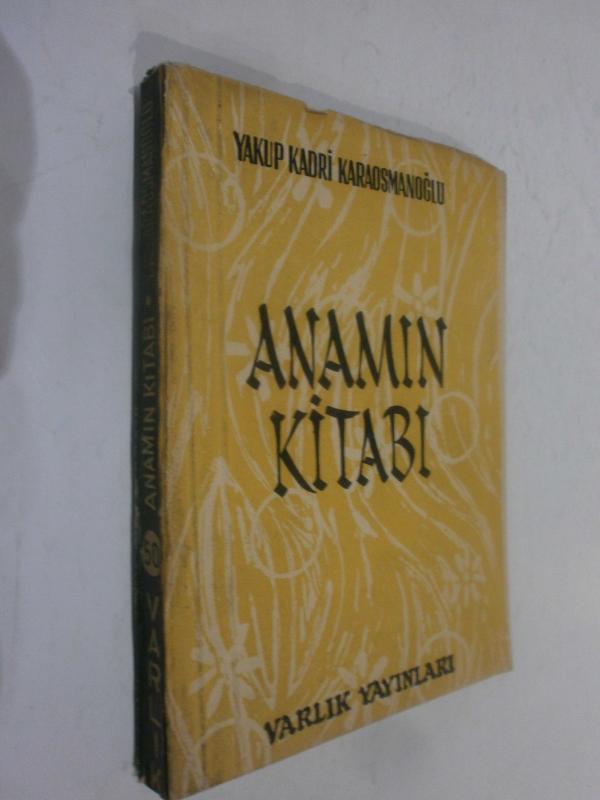 YAKUP KADRİ KARAOSMANOĞLU
ANAMIN
KİTABI
VARLIK YAYINLARI
ANAMIN KİTABI
VARLIK